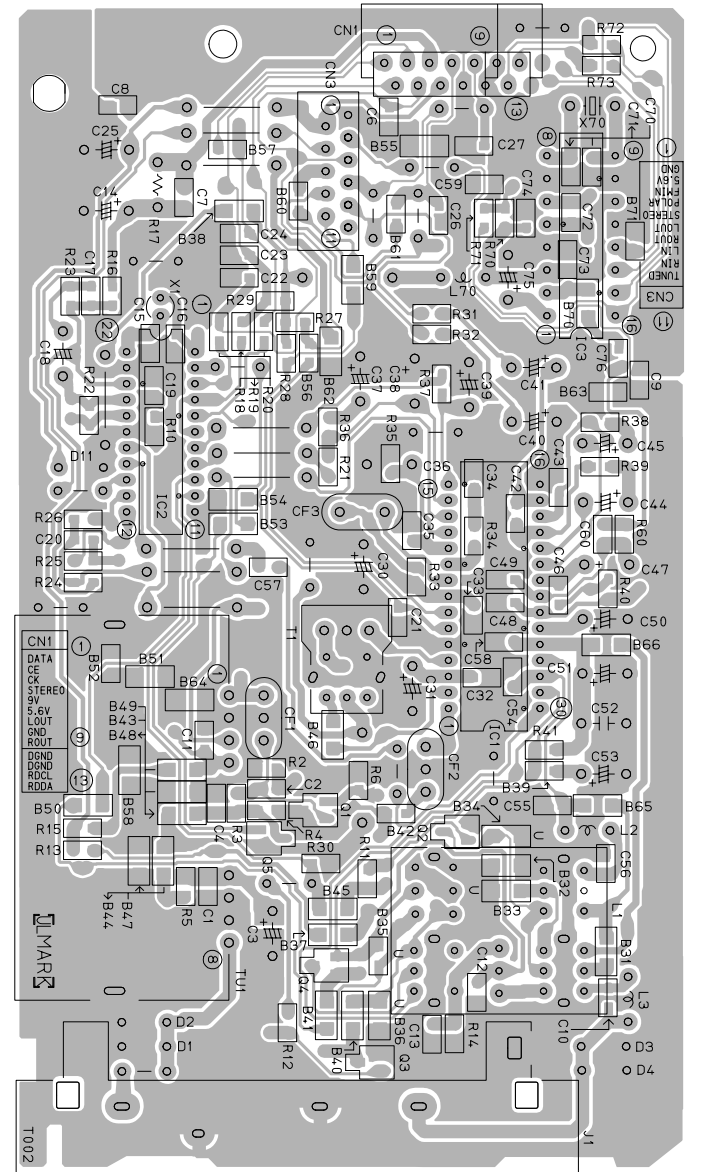 CN1
1
9
13
R72
R73
C8
CN3
1
11
C6
B55
C27
X70
C71
C70
8
9
C25
B57
C59
C74
C14
C7
R17
B38
B60
B61
C26
R71
R70
C72
B71
1
GND
5.6V
FMIN
POLAR
STEREO
LOUT
ROUT
LIN
RIN
TUNED
CN3
11
C24
C23
C22
R23
C17
R16
X1
C15
C16
1
R29
R27
B59
L70
C75
C73
B70
1
16
IC3
22
R31
R32
C18
C19
R22
R10
R18
R19
R20
R28
B56
B62
C37
C38
R37
C39
C41
C76
C9
B63
D11
IC2
R36
R21
R35
C36
C40
C43
R38
C45
R39
B54
B53
R26
12
11
C20
R25
R24
CF3
C35
15
C34
C42
16
R34
C44
C80
R60
C57
C30
R33
C33
C49
C46
C47
R40
C48
C50
T1
C21
C58
B66
CN1
1
DATA
CE
CK
STEREO
9V
5.6V
LOUT
GND
ROUT
9
DGND
DGND
RDCL
RDDA
13
B52
B51
B64
1
B49
B43
B48
C11
CF1
B46
C31
C32
1
C54
C51
30
IC1
C52
R41
B50
R15
R13
B58
R2
C2
R6
CF2
C53
B39
C4
R3
R4
Q1
B42
Q2
B34
C55
B65
R30
R11
U
L2
B32
C56
B44
B47
R5
C1
Q5
C3
B45
B37
U
B33
L1
B35
U
B31
LMARK
8
TU1
Q4
C12
L3
D2
D1
R12
B41
B40
B36
U
Q3
C13
R14
C10
D3
D4
T002
J1